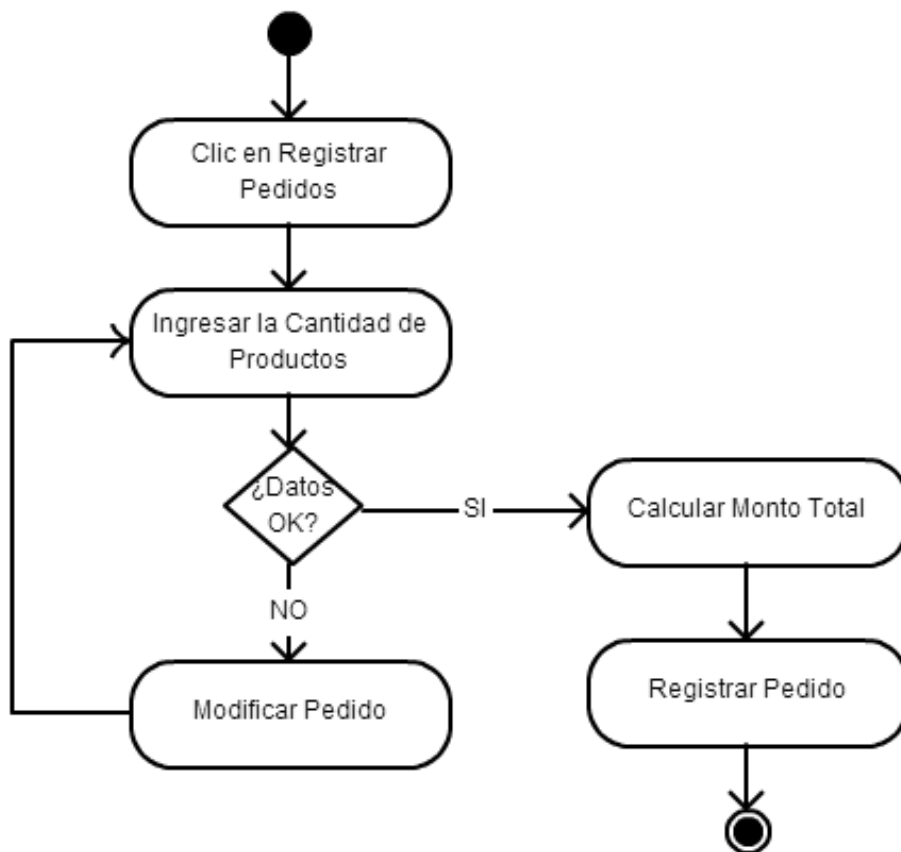 Clic en Registrar
Pedidos
Ingresar la Cantidad de
Productos
¿Datos
OK?
SI
Calcular Monto Total
NO
Modificar Pedido
Registrar Pedido